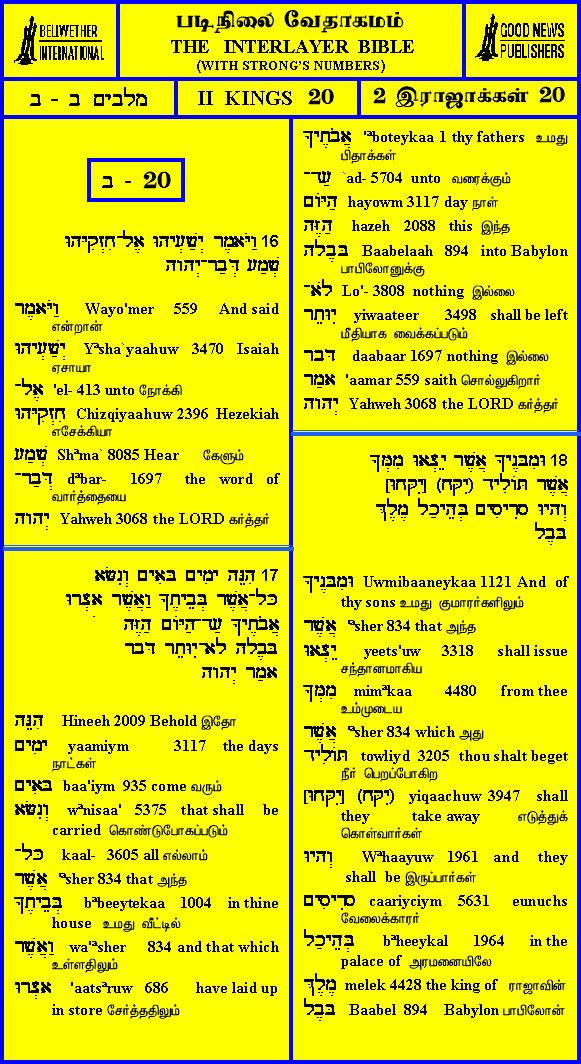 BELLWETHER
INTERNATIONAL
படிநிலை வேதாகமம்
THE INTERLAYER BIBLE
(WITH STRONG'S NUMBERS)
GOOD NEWS
PUBLISHERS
מלכים ב - ב
II KINGS 20
2 இராஜாக்கள் 20
ב - 20
16 וַיֹּאמֶר יְשַׁעְיָהוּ אֶל־חִזְקִיָּהוּ
שְׁמַע דְּבַר־יְהוָה
וַיֹּאמֶר Wayo'mer 559 And said
என்றான்
יְשַׁעְיָהוּ Yªsha`yaahuw 3470 Isaiah
ஏசாயா
אֶל־ 'el- 413 unto நோக்கி
חִזְקִיָּהוּ Chizqiyaahuw 2396 Hezekiah
எசேக்கியா
שְׁמַע Shªma` 8085 Hear கேளும்
דְּבַר־ dªbar- 1697 the word of
வார்த்தையை
יְהוָה Yahweh 3068 the LORD கர்த்தர்
17 הִנֵּה יָמִים בָּאִים וְנִשָּׂא
כָּל־אֲשֶׁר בְּבֵיתֶךָ וַאֲשֶׁר אָצְרוּ
אֲבֹתֶיךָ עַד־הַיּוֹם הַזֶּה
בָּבֶלָה לֹא־יִוָּתֵר דָּבָר
אָמַר יְהוָה
הִנֵּה Hineeh 2009 Behold இதோ
יָמִים yaamiym 3117 the days
நாட்கள்
בָּאִים baa'iym 935 come வரும்
וְנִשָּׂא wªnisaa' 5375 that shall be
carried கொண்டுபோகப்படும்
כָּל־ kaal- 3605 all எல்லாம்
אֲשֶׁר ªsher 834 that அந்த
בְּבֵיתֶךָ bªbeeytekaa 1004 in thine
house உமது வீட்டில்
וַאֲשֶׁר wa'ªsher 834 and that which
உள்ளதிலும்
אָצְרוּ 'aatsªruw 686 have laid up
in store சேர்த்ததிலும்
אֲבֹתֶיךָ 'ªboteykaa 1 thy fathers உமது
பிதாக்கள்
עַד־ `ad- 5704 unto வரைக்கும்
הַיּוֹם hayowm 3117 day நாள்
הַזֶּה hazeh 2088 this இந்த
בָּבֶלָה Baabelaah 894 into Babylon
பாபிலோனுக்கு
לֹא־ Lo'- 3808 nothing இல்லை
יִוָּתֵר yiwaateer 3498 shall be left
மீதியாக வைக்கப்படும்
דָּבָר daabaar 1697 nothing இல்லை
אָמַר 'aamar 559 saith சொல்லுகிறார்
יְהוָה Yahweh 3068 the LORD கர்த்தர்
18 וּמִבָּנֶיךָ אֲשֶׁר יֵצְאוּ מִמְּךָ
אֲשֶׁר תּוֹלִיד (יִקַּח) [יִקָּחוּ]
וְהָיוּ סָרִיסִים בְּהֵיכַל מֶלֶךְ
בָּבֶל
וּמִבָּנֶיךָ Uwmibaaneykaa 1121 And of
thy sons உமது குமாரர்களிலும்
אֲשֶׁר ªsher 834 that அந்த
יֵצְאוּ yeets'uw 3318 shall issue
சந்தானமாகிய
מִמְּךָ mimªkaa 4480 from thee
உம்முடைய
אֲשֶׁר ªsher 834 which அது
תּוֹלִיד towliyd 3205 thou shalt beget
நீர் பெறப்போகிற
(יִקַּח) [יִקָּחוּ] yiqaachuw 3947 shall
they take away எடுத்துக்
கொள்வார்கள்
וְהָיוּ Wªhaayuw 1961 and they
shall be இருப்பார்கள்
סָרִיסִים caariyciym 5631 eunuchs
வேலைக்காரர்
בְּהֵיכַל bªheeykal 1964 in the
palace of அரமனையிலே
מֶלֶךְ melek 4428 the king of ராஜாவின்
בָּבֶל Baabel 894 Babylon பாபிலோன்